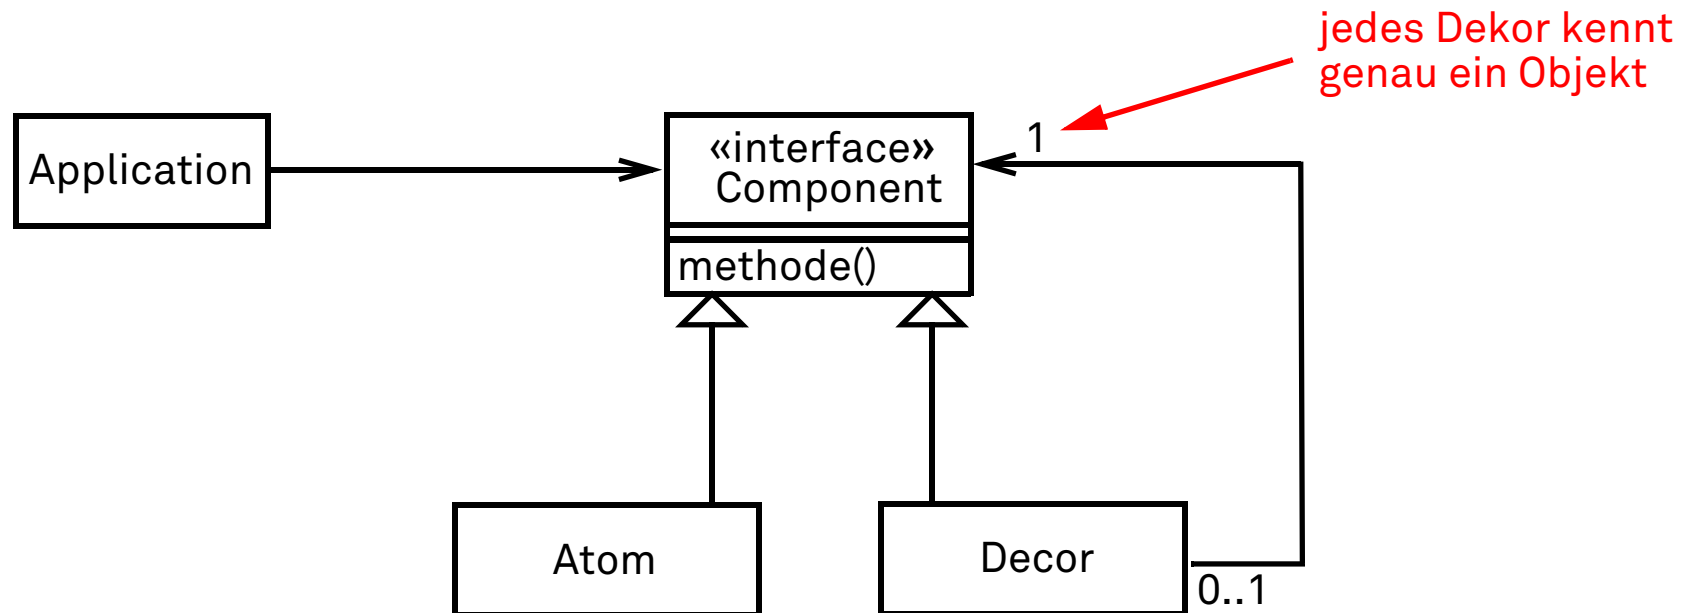 jedes Dekor kennt
genau ein Objekt
1
Application
«interface»
Component
methode()
Atom
Decor
0..1